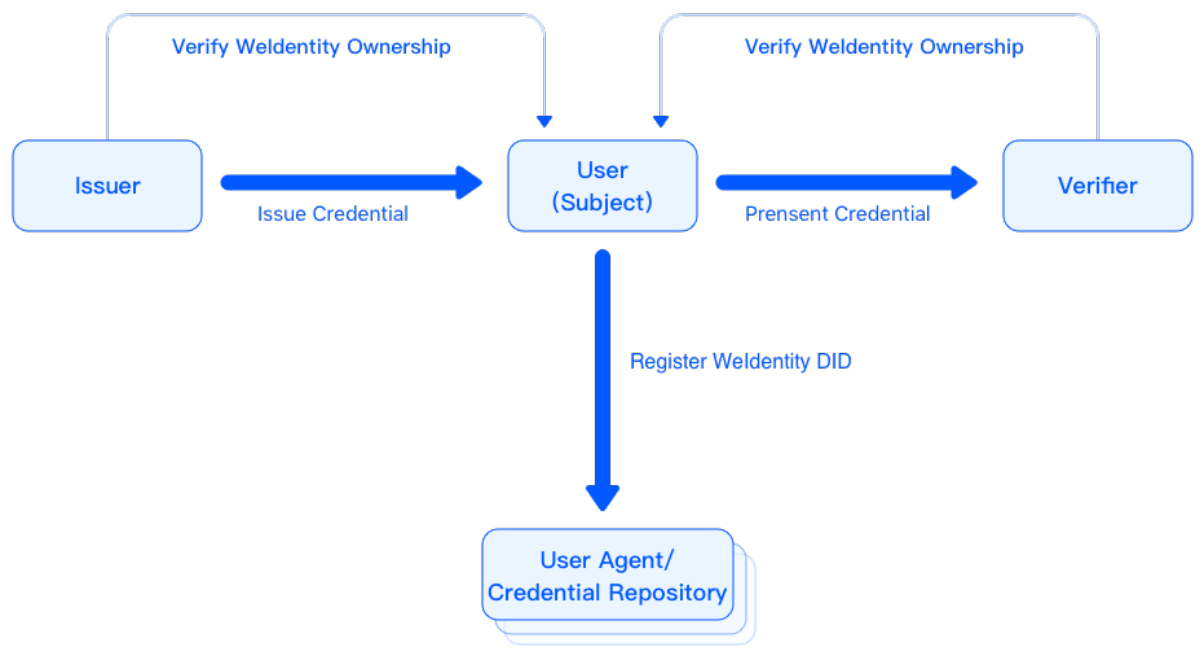 Verify WeIdentity Ownership
Verify WeIdentity Ownership
Issuer
User
(Subject)
Verifier
Issue Credential
Prensent Credential
Register WeIdentity DID
User Agent/
Credential Repository